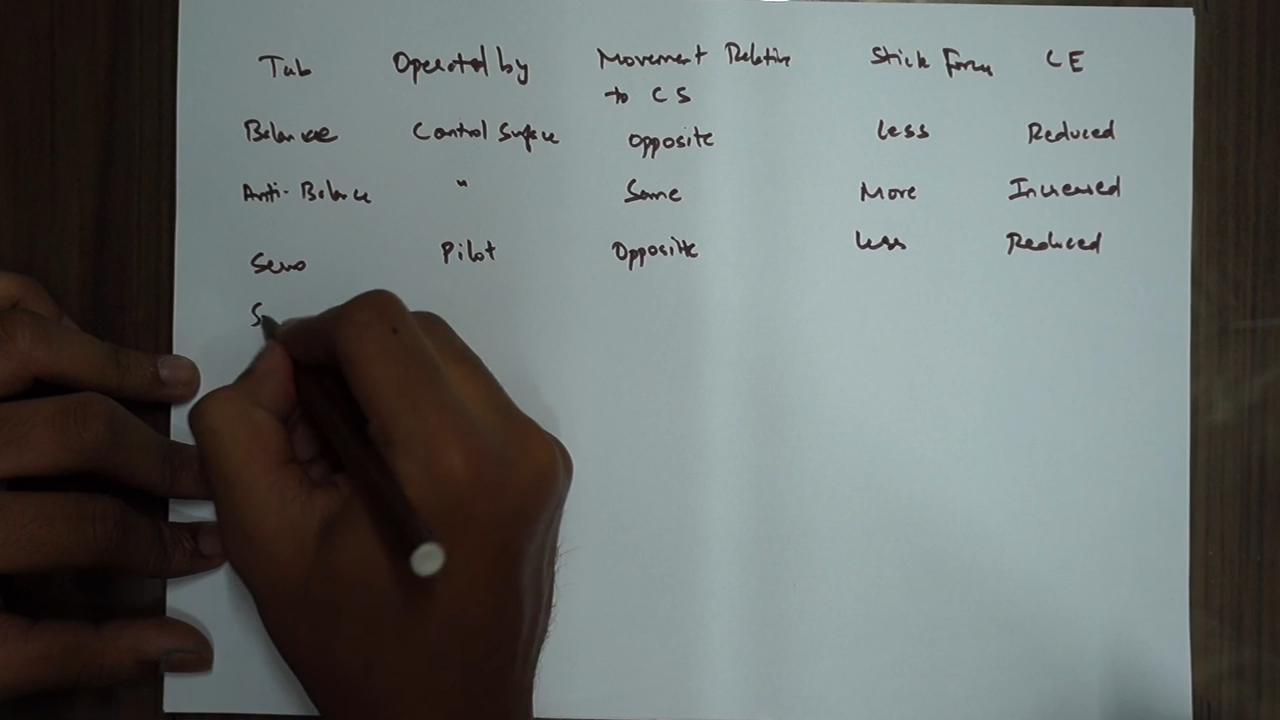 Tab Operated by Movement Relative Stick Force CE
to CS
Balance Control Surface Opposite Less Reduced
Anti-Balance " Same More Increased
Servo Pilot Opposite Less Reduced
S